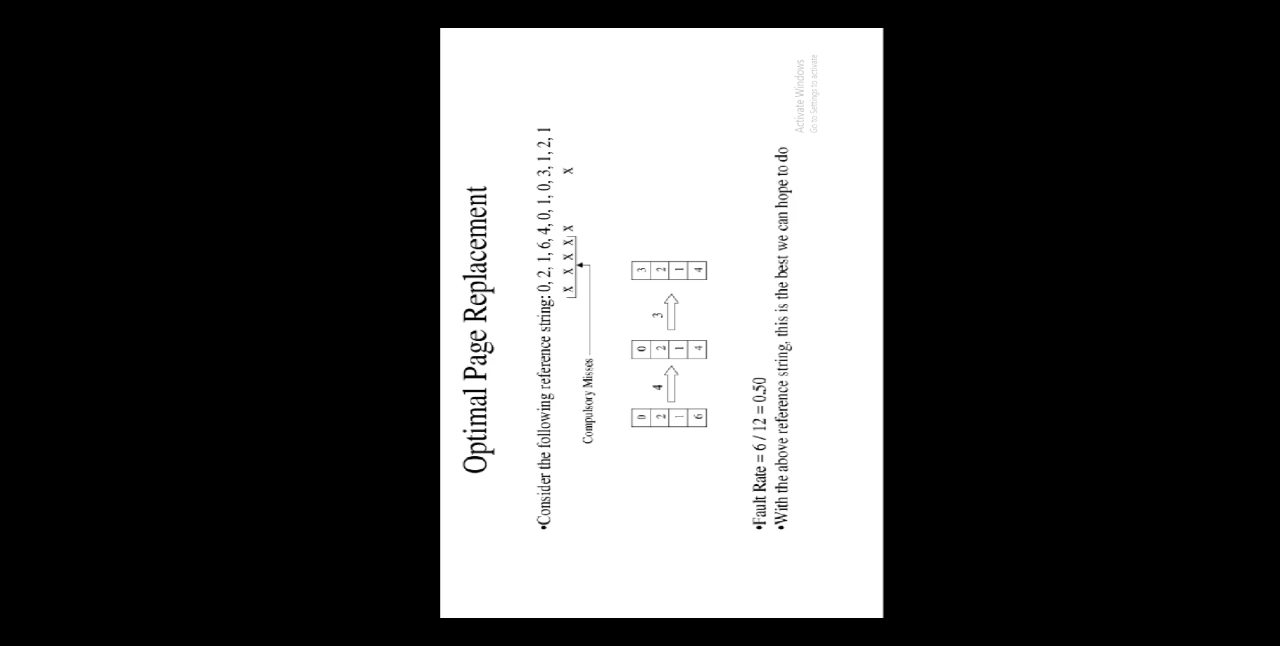 Optimal Page Replacement
•Consider the following reference string: 0, 2, 1, 6, 4, 0, 1, 0, 3, 1, 2, 1
X X X X X X
Compulsory Misses
4 3
0 0 3
2 2 2
1 1 1
6 4 4
•Fault Rate = 6 / 12 = 0.50
•With the above reference string, this is the best we can hope to do
Activate Windows
Go to Settings to activate